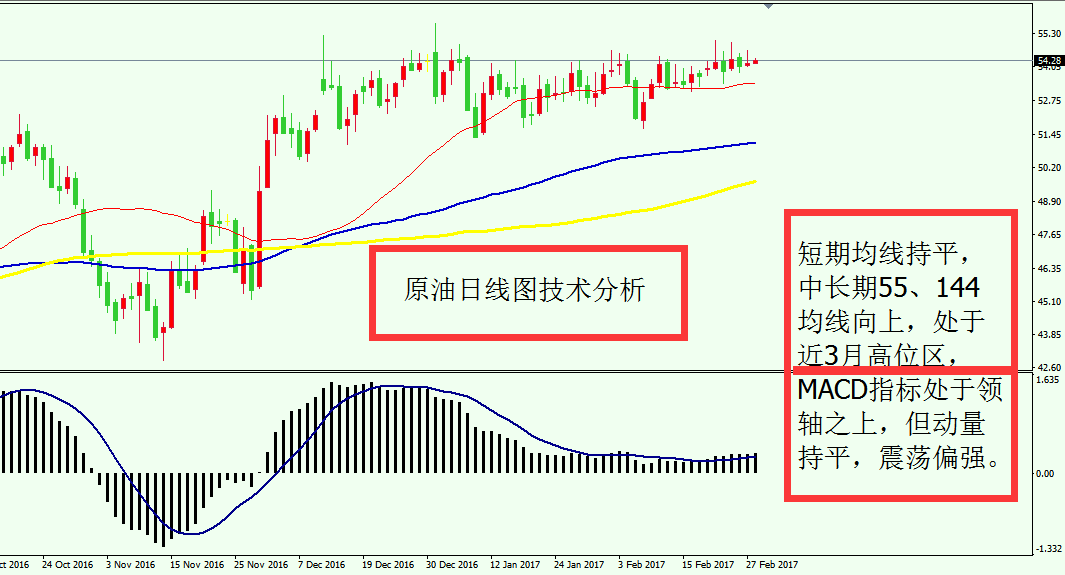 55.30
54.28
54.05
52.75
51.45
50.20
48.90
47.65
46.35
45.10
43.85
42.60
原油日线图技术分析
短期均线持平，
中长期55、144
均线向上，处于
近3月高位区，
MACD指标处于领
轴之上，但动量
持平，震荡偏强。
1.635
0.00
-1.332
ct 2016
24 Oct 2016
3 Nov 2016
15 Nov 2016
25 Nov 2016
7 Dec 2016
19 Dec 2016
30 Dec 2016
12 Jan 2017
24 Jan 2017
3 Feb 2017
15 Feb 2017
27 Feb 2017